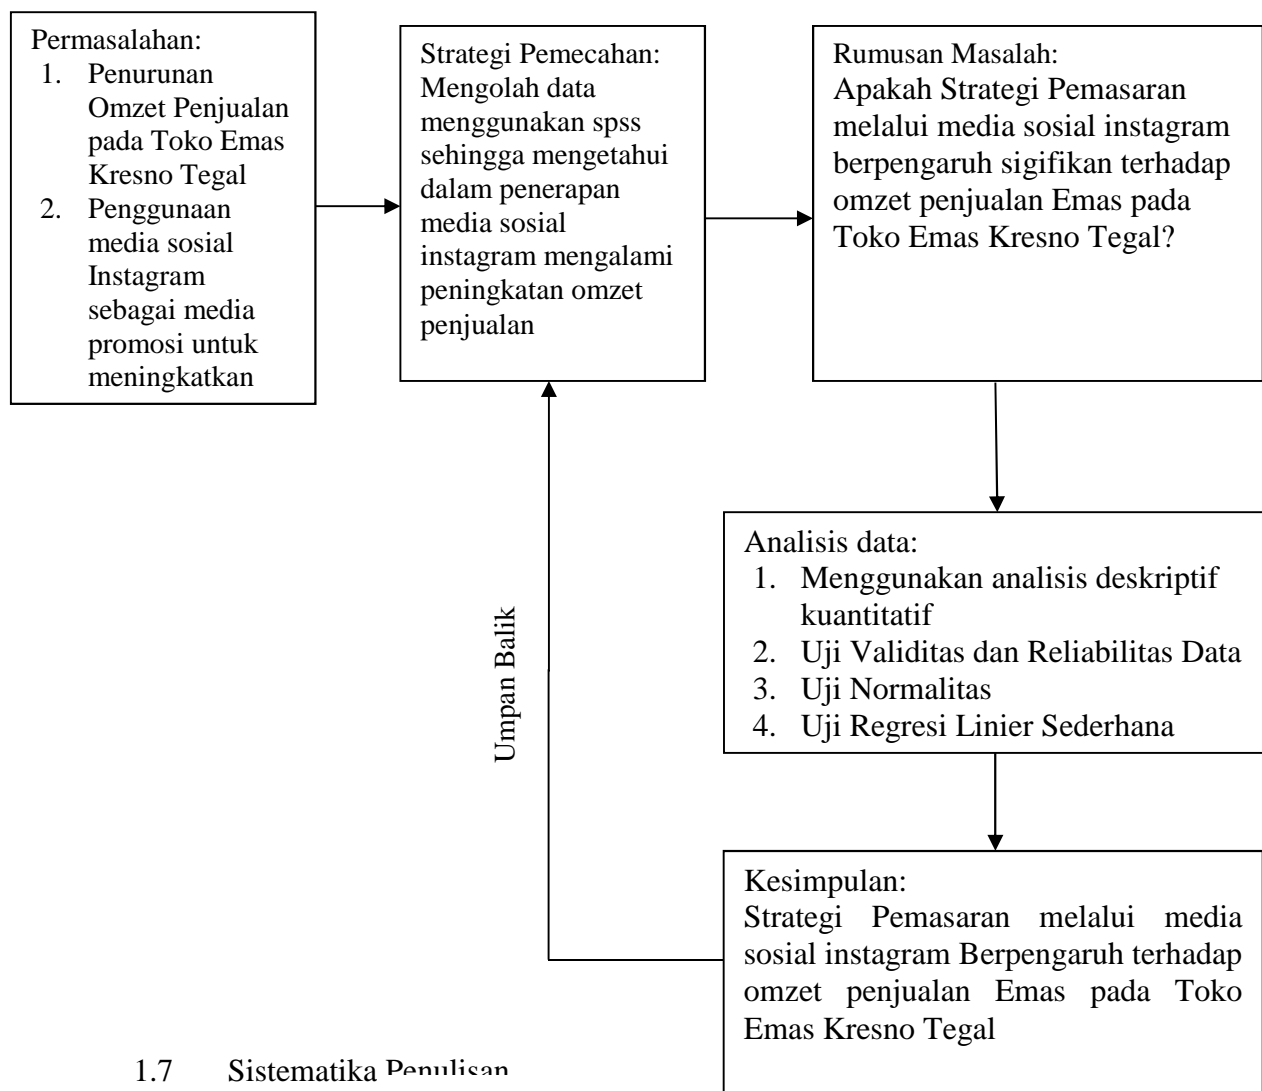 Permasalahan:
1. Penurunan
Omzet Penjualan
pada Toko Emas
Kresno Tegal
2. Penggunaan
media sosial
Instagram
sebagai media
promosi untuk
meningkatkan
Strategi Pemecahan:
Mengolah data
menggunakan spss
sehingga mengetahui
dalam penerapan
media sosial
instagram mengalami
peningkatan omzet
penjualan
Rumusan Masalah:
Apakah Strategi Pemasaran
melalui media sosial instagram
berpengaruh sigifikan terhadap
omzet penjualan Emas pada
Toko Emas Kresno Tegal?
Analisis data:
1. Menggunakan analisis deskriptif
kuantitatif
2. Uji Validitas dan Reliabilitas Data
3. Uji Normalitas
4. Uji Regresi Linier Sederhana
Umpan Balik
Kesimpulan:
Strategi Pemasaran melalui media
sosial instagram Berpengaruh terhadap
omzet penjualan Emas pada Toko
Emas Kresno Tegal
1.7 Sistematika Penulisan